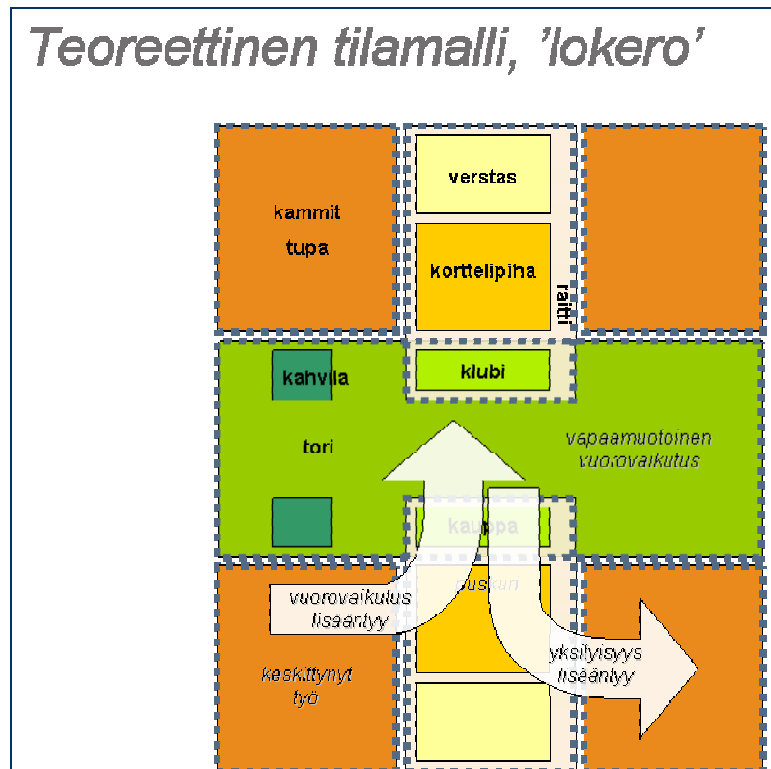 Teoreettinen tilamalli, ’lokero’
verstas
kammit
tupa
korttelipiha
raitti
kahvila
klubi
tori
vapaamuotoinen
vuorovaikutus
kauppa
vuorovaikutus
lisääntyy
yksilyisyys
lisääntyy
keskittynyt
työ